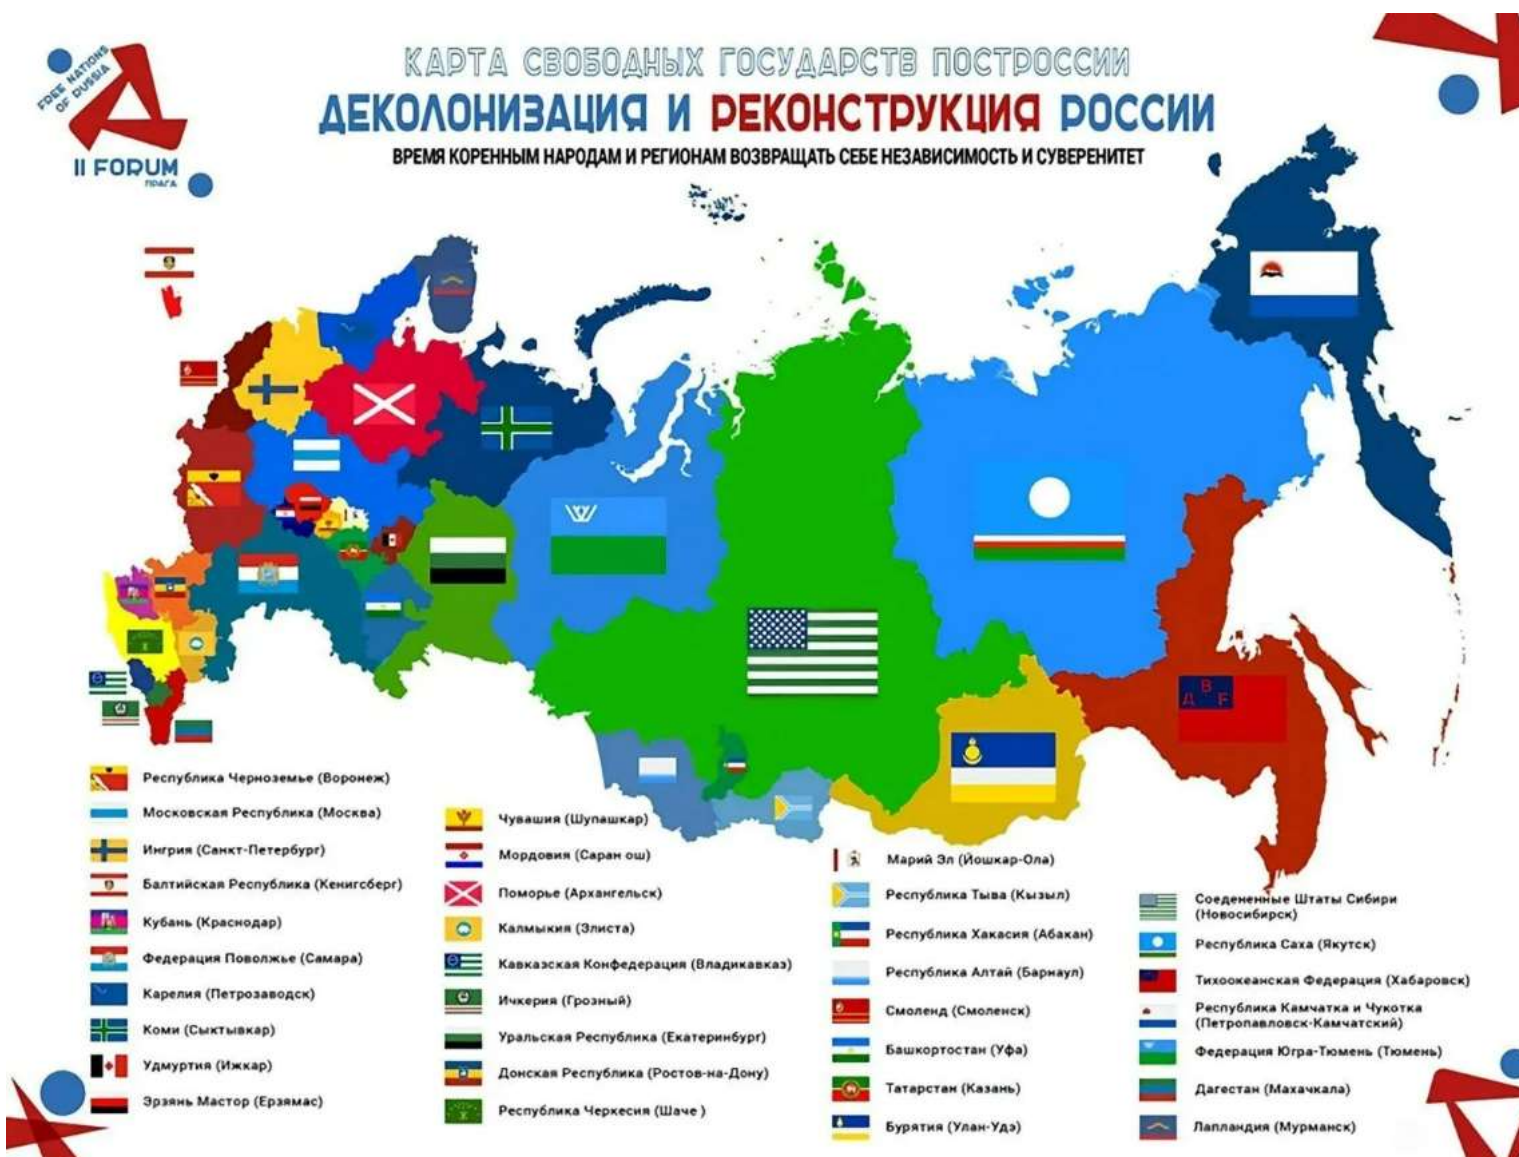 FREE NATIONS
OF RUSSIA
II FORUM
ПРАГА
КАРТА СВОБОДНЫХ ГОСУДАРСТВ ПОСТРОССИИ
ДЕКОЛОНИЗАЦИЯ И РЕКОНСТРУКЦИЯ РОССИИ
ВРЕМЯ КОРЕННЫМ НАРОДАМ И РЕГИОНАМ ВОЗВРАЩАТЬ СЕБЕ НЕЗАВИСИМОСТЬ И СУВЕРЕНИТЕТ
Д В Р
Республика Черноземье (Воронеж)
Московская Республика (Москва)
Ингрия (Санкт-Петербург)
Балтийская Республика (Кенигсберг)
Кубань (Краснодар)
Федерация Поволжье (Самара)
Карелия (Петрозаводск)
Коми (Сыктывкар)
Удмуртия (Ижкар)
Эрзянь Мастор (Ерзямас)
Чувашия (Шупашкар)
Мордовия (Саран ош)
Поморье (Архангельск)
Калмыкия (Элиста)
Кавказская Конфедерация (Владикавказ)
Ичкерия (Грозный)
Уральская Республика (Екатеринбург)
Донская Республика (Ростов-на-Дону)
Республика Черкесия (Шаче )
Марий Эл (Йошкар-Ола)
Республика Тыва (Кызыл)
Республика Хакасия (Абакан)
Республика Алтай (Барнаул)
Смоленд (Смоленск)
Башкортостан (Уфа)
Татарстан (Казань)
Бурятия (Улан-Удэ)
Соедененные Штаты Сибири
(Новосибирск)
Республика Саха (Якутск)
Тихоокеанская Федерация (Хабаровск)
Республика Камчатка и Чукотка
(Петропавловск-Камчатский)
Федерация Югра-Тюмень (Тюмень)
Дагестан (Махачкала)
Лапландия (Мурманск)